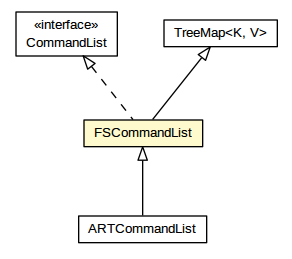 «interface»
CommandList
TreeMap<K, V>
FSCommandList
ARTCommandList